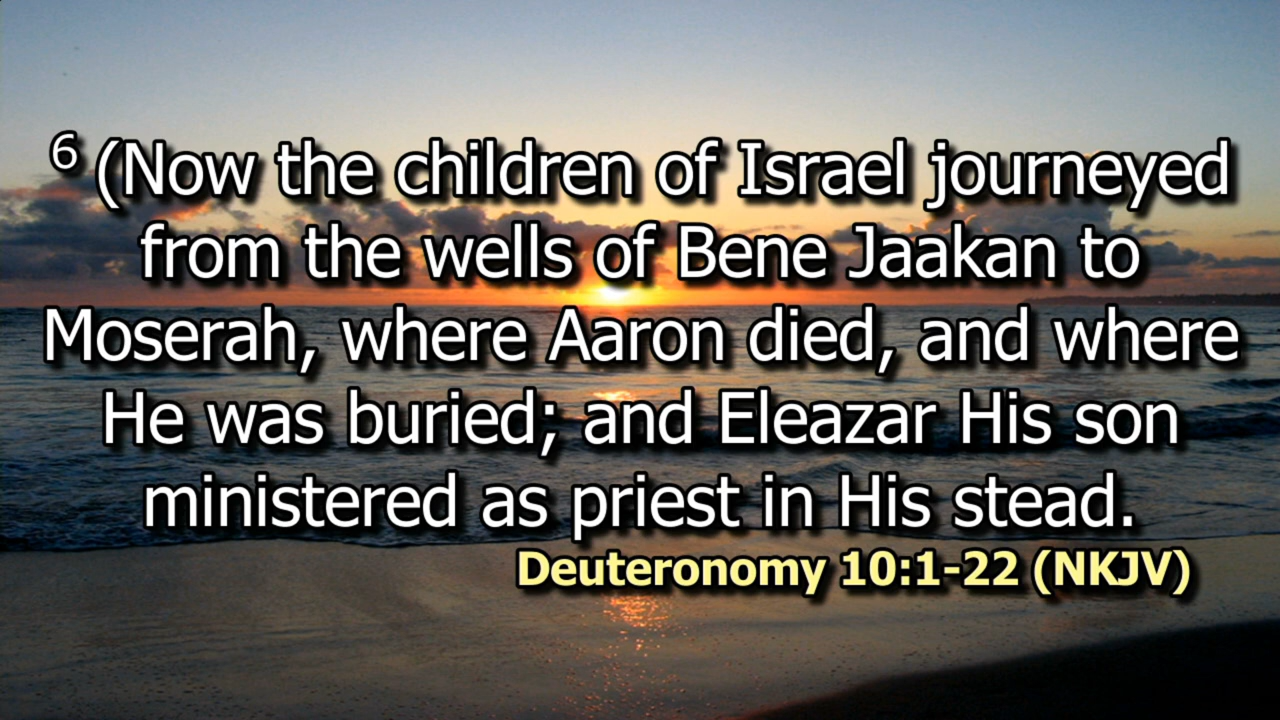 6 (Now the children of Israel journeyed
from the wells of Bene Jaakan to
Moserah, where Aaron died, and where
He was buried; and Eleazar His son
ministered as priest in His stead.
Deuteronomy 10:1-22 (NKJV)